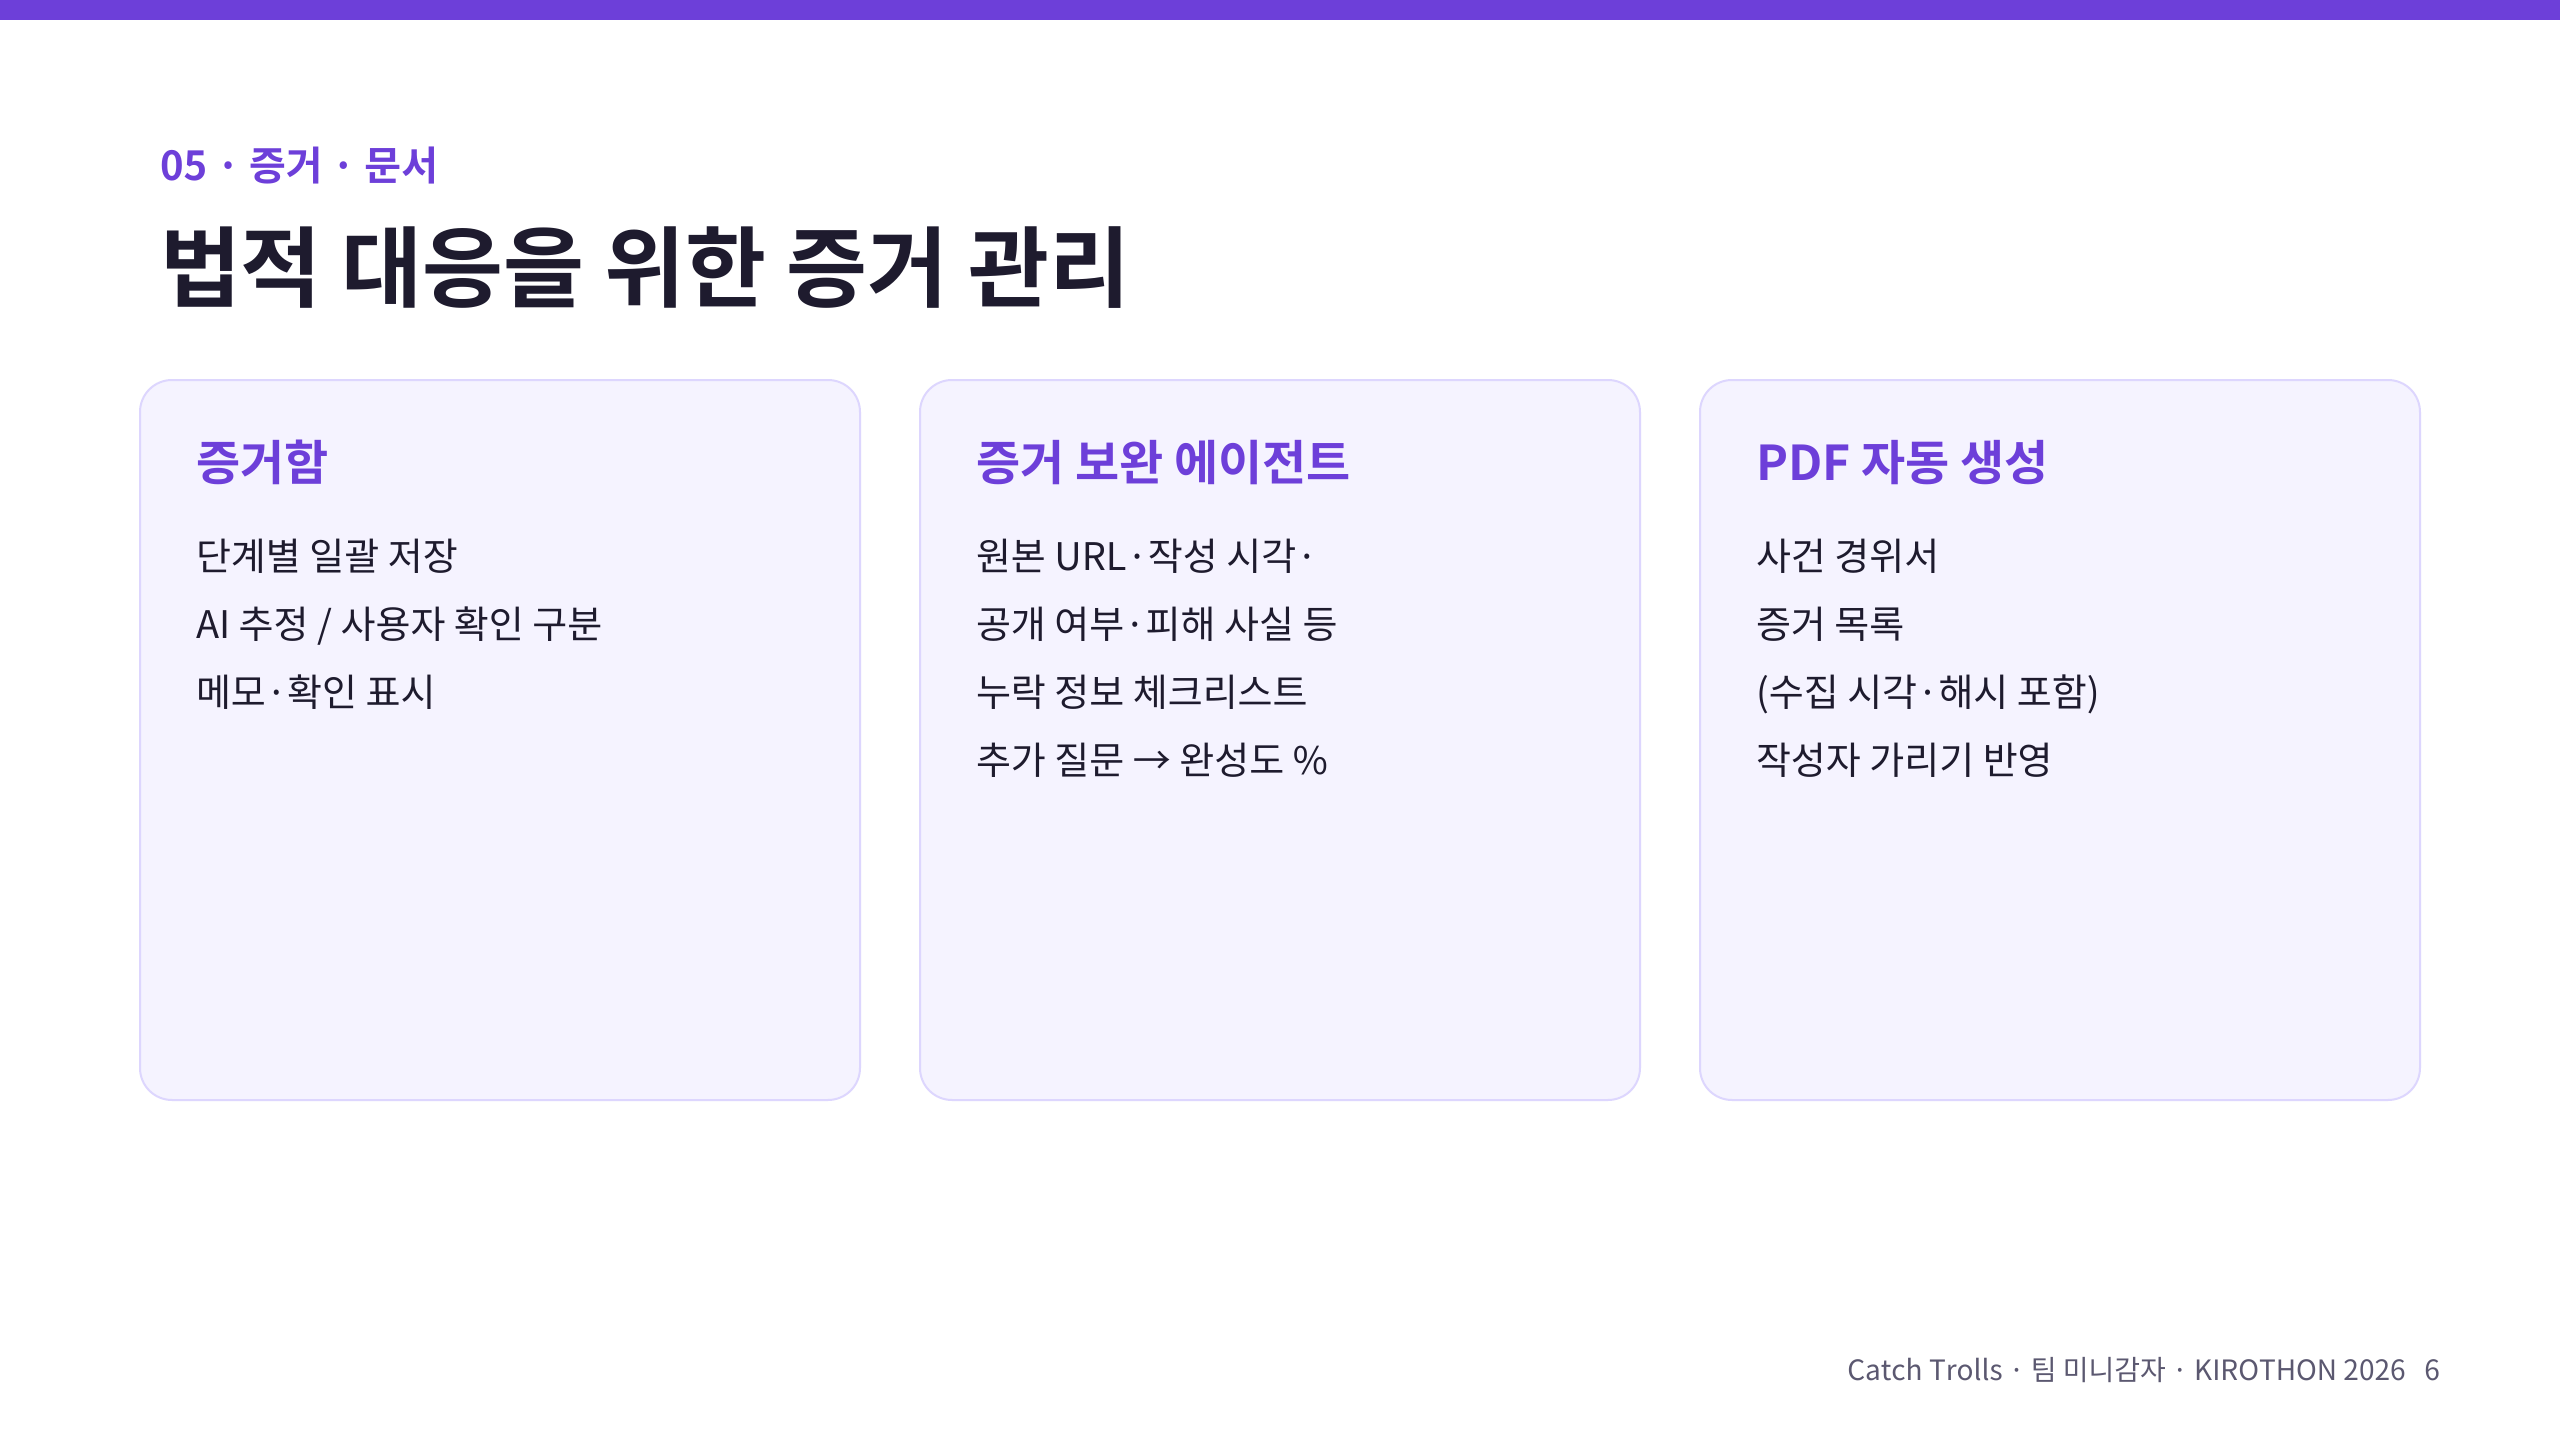 05 · 증거 · 문서
법적 대응을 위한 증거 관리
증거함
단계별 일괄 저장
AI 추정 / 사용자 확인 구분
메모·확인 표시
증거 보완 에이전트
원본 URL·작성 시각·
공개 여부·피해 사실 등
누락 정보 체크리스트
추가 질문 → 완성도 %
PDF 자동 생성
사건 경위서
증거 목록
(수집 시각·해시 포함)
작성자 가리기 반영
Catch Trolls · 팀 미니감자 · KIROTHON 2026 6